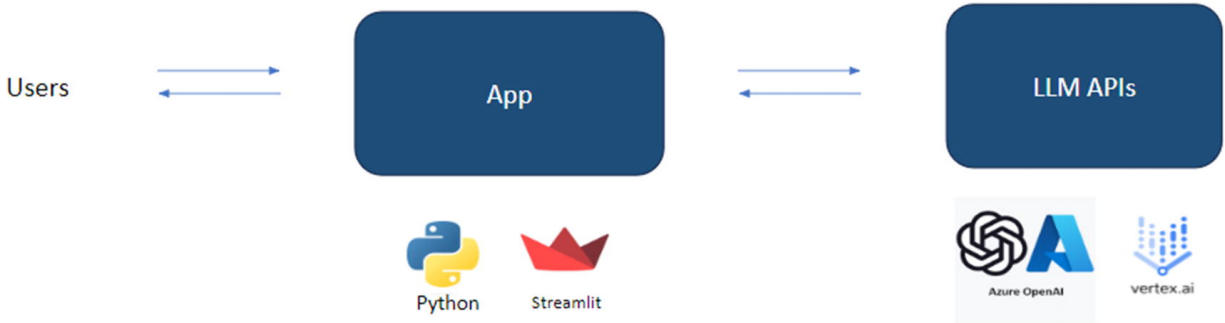 Users
App
LLM APIs
Python
Streamlit
Azure OpenAI
vertex.ai